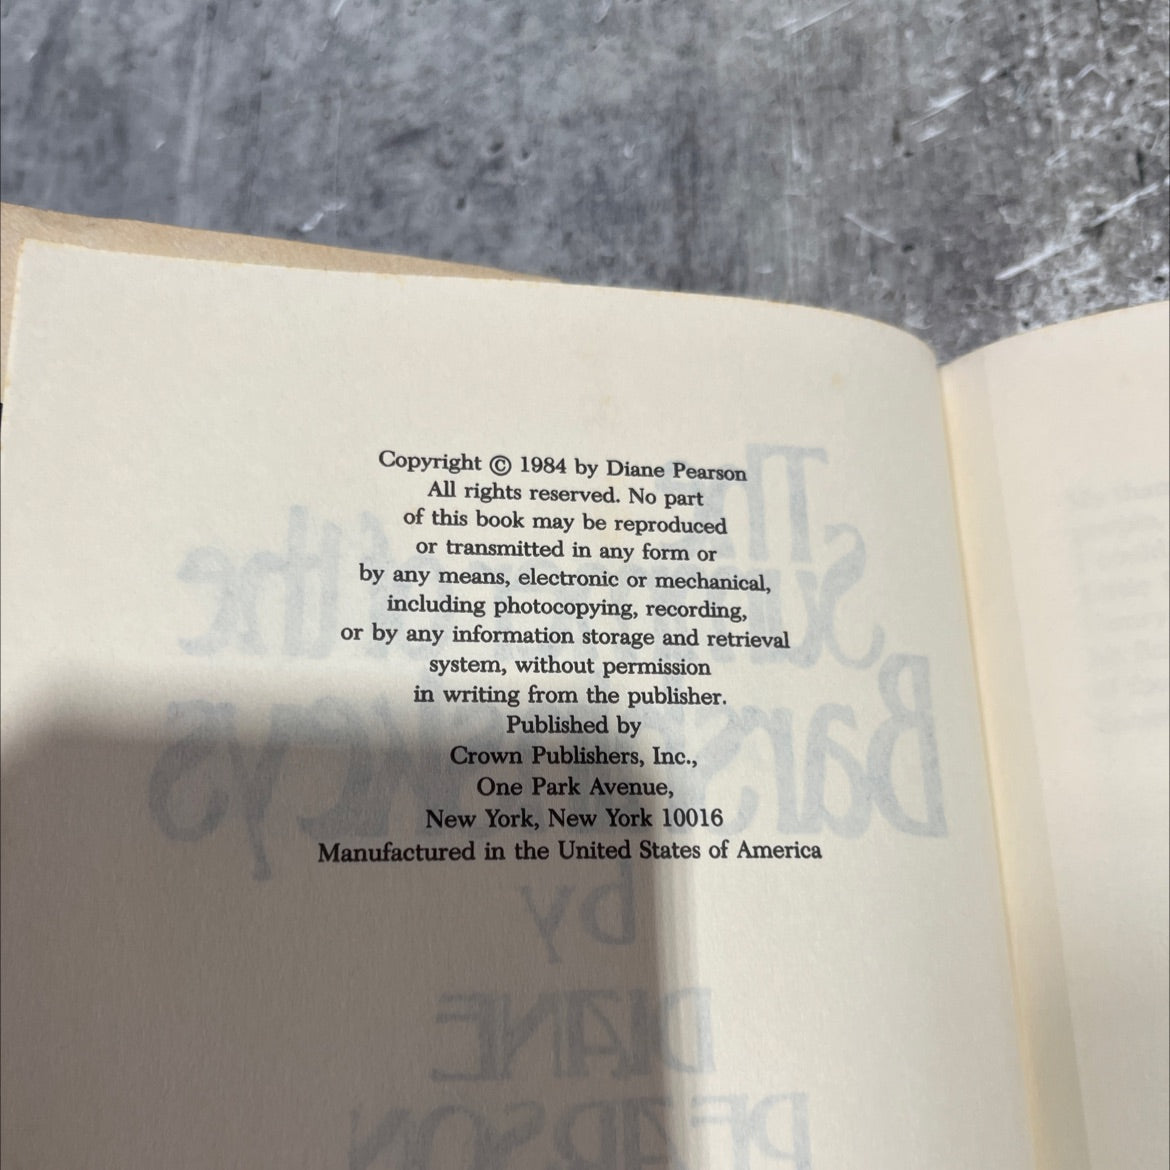 Copyright © 1984 by Diane Pearson
All rights reserved. No part
of this book may be reproduced
or transmitted in any form or
by any means, electronic or mechanical,
including photocopying, recording,
or by any information storage and retrieval
system, without permission
in writing from the publisher.
Published by
Crown Publishers, Inc.,
One Park Avenue,
New York, New York 10016
Manufactured in the United States of America
by
DIANE
PEARSON